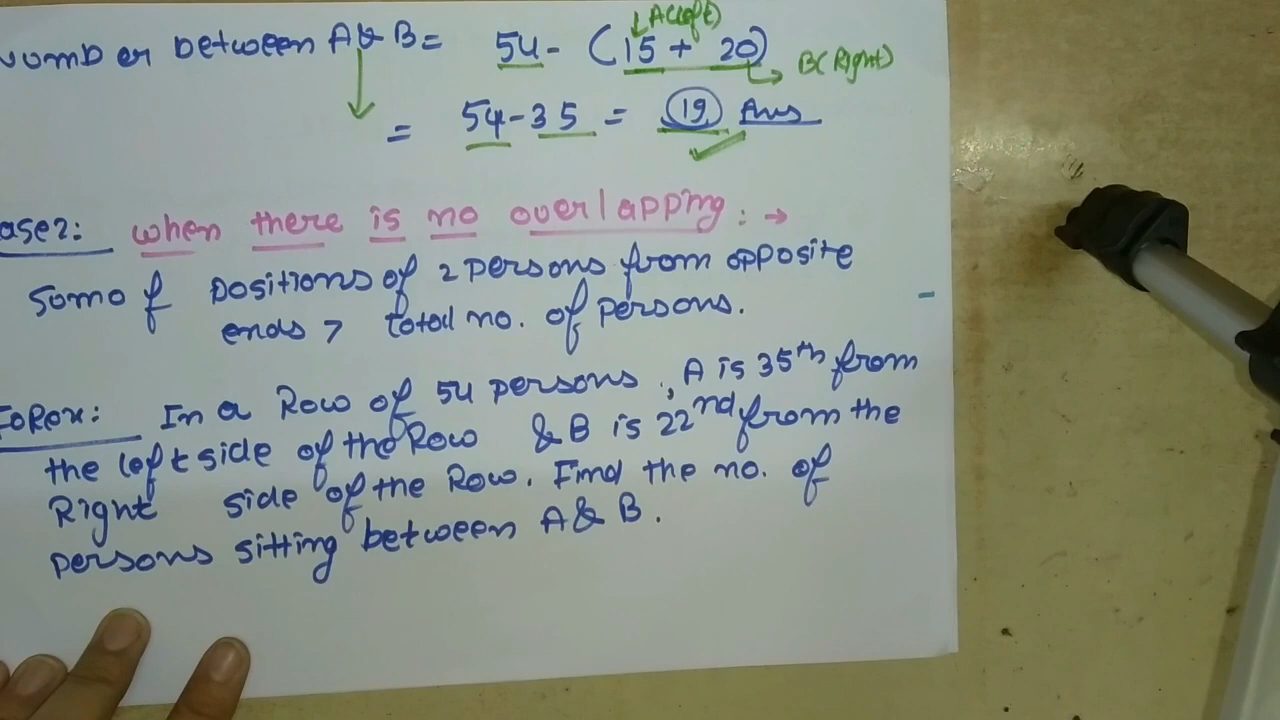 number between A & B = 54 - (15 + 20)
A(left)
B(Right)
= 54 - 35 = 19 Ans
ase2: when there is no overlapping: →
Sum of positions of 2 persons from opposite
ends > total no. of persons.
Forex: In a Row of 54 persons, A is 35th from
the left side of the Row & B is 22nd from the
Right side of the Row. Find the no. of
persons sitting between A & B.